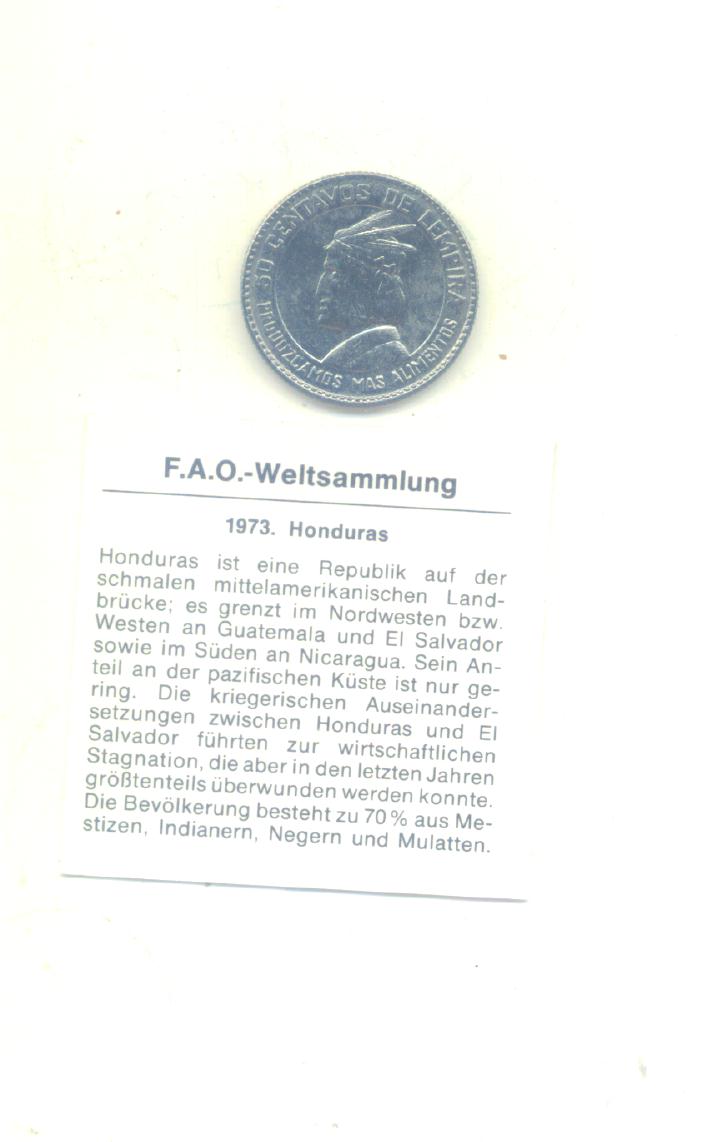 50 CENTAVOS DE LEMPIRA
PRODUZCAMOS MAS ALIMENTOS
F.A.O.-Weltsammlung
1973. Honduras
Honduras ist eine Republik auf der
schmalen mittelamerikanischen Land-
brücke; es grenzt im Nordwesten bzw.
Westen an Guatemala und El Salvador
sowie im Süden an Nicaragua. Sein An-
teil an der pazifischen Küste ist nur ge-
ring. Die kriegerischen Auseinander-
setzungen zwischen Honduras und El
Salvador führten zur wirtschaftlichen
Stagnation, die aber in den letzten Jahren
größtenteils überwunden werden konnte.
Die Bevölkerung besteht zu 70% aus Me-
stizen, Indianern, Negern und Mulatten.